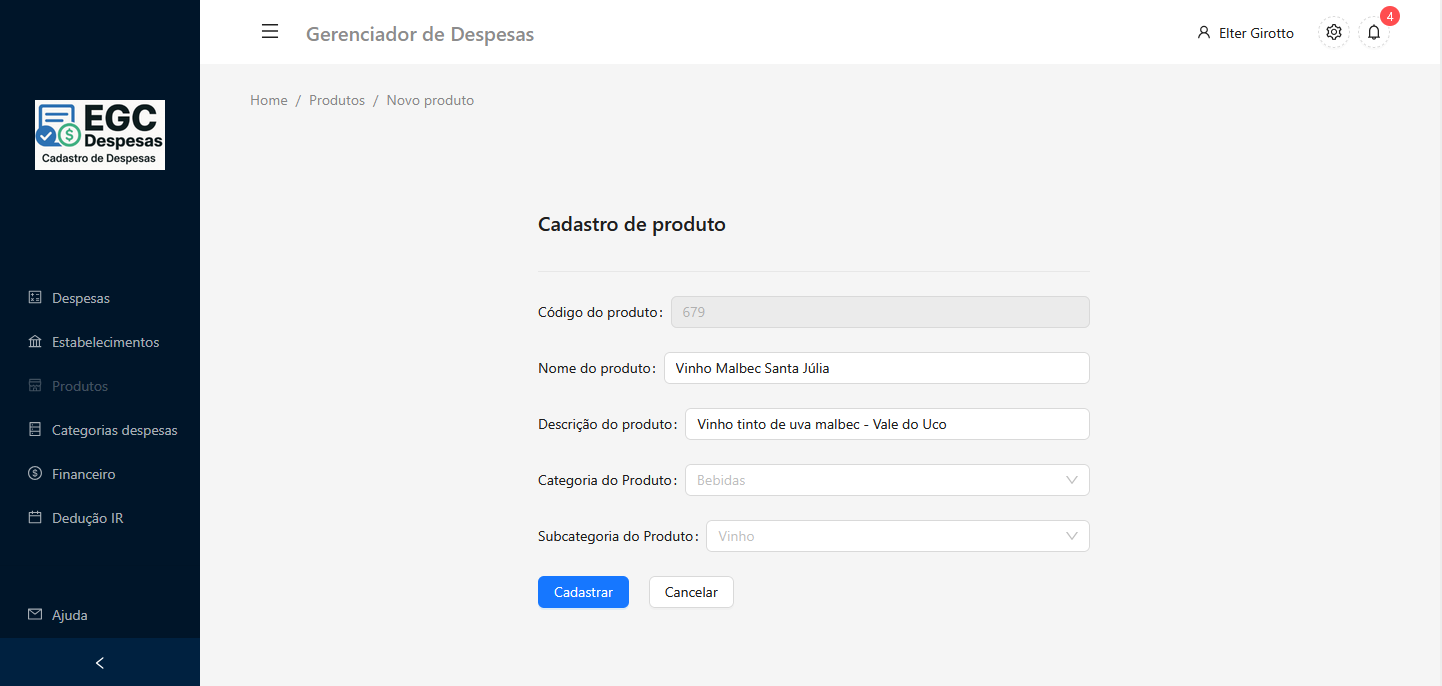 Gerenciador de Despesas
Elter Girotto
4
EGC
Despesas
Cadastro de Despesas
Despesas
Estabelecimentos
Produtos
Categorias despesas
Financeiro
Dedução IR
Ajuda
Home / Produtos / Novo produto
Cadastro de produto
Código do produto: 679
Nome do produto: Vinho Malbec Santa Júlia
Descrição do produto: Vinho tinto de uva malbec - Vale do Uco
Categoria do Produto: Bebidas
Subcategoria do Produto: Vinho
Cadastrar Cancelar